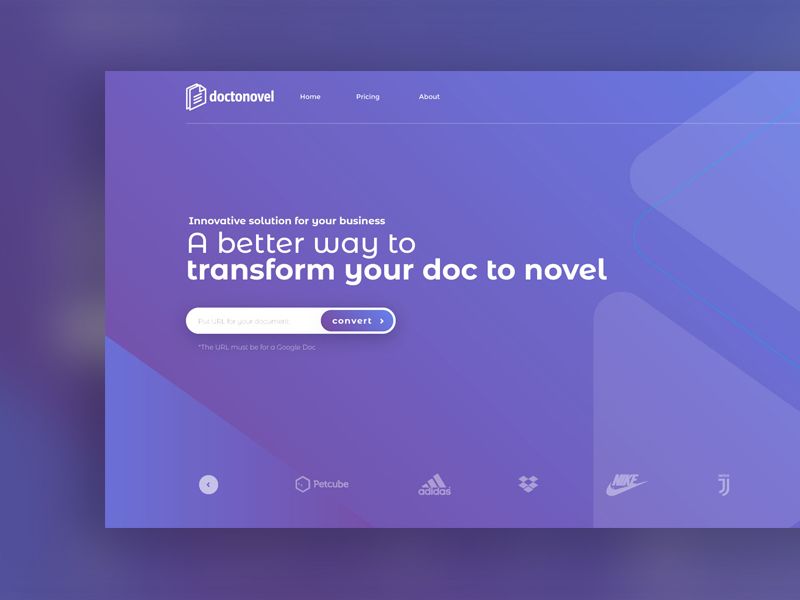 doctonovel
Home Pricing About
Innovative solution for your business
A better way to
transform your doc to novel
Put URL for your document
convert
*The URL must be for a Google Doc
Petcube
adidas
NIKE